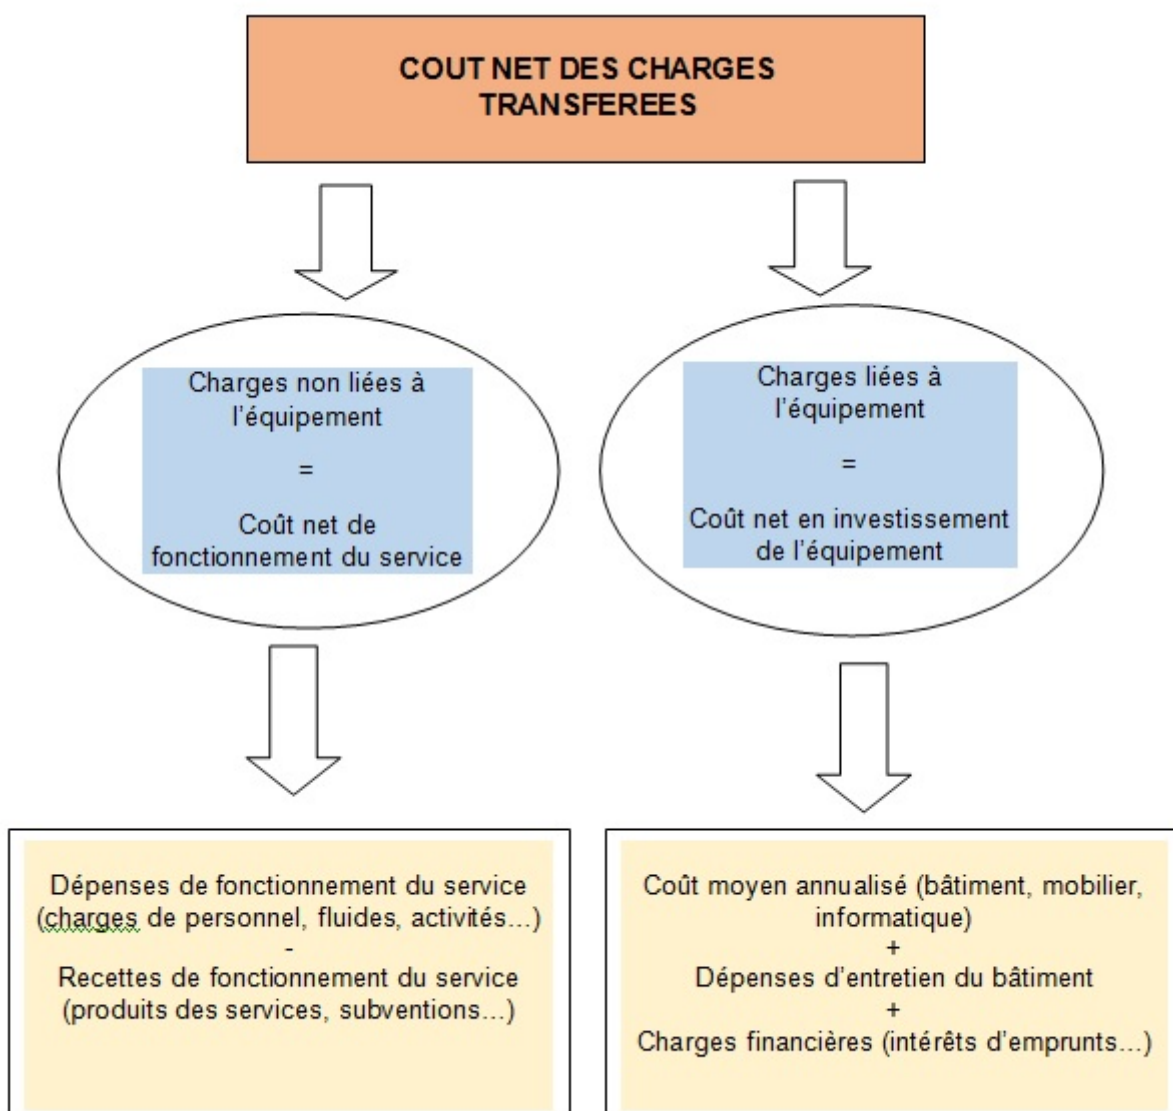 COUT NET DES CHARGES
TRANSFEREES
Charges non liées à
l'équipement
=
Coût net de
fonctionnement du service
Charges liées à
l'équipement
=
Coût net en investissement
de l'équipement
Dépenses de fonctionnement du service
(charges de personnel, fluides, activités...)
-
Recettes de fonctionnement du service
(produits des services, subventions...)
Coût moyen annualisé (bâtiment, mobilier,
informatique)
+
Dépenses d'entretien du bâtiment
+
Charges financières (intérêts d'emprunts...)